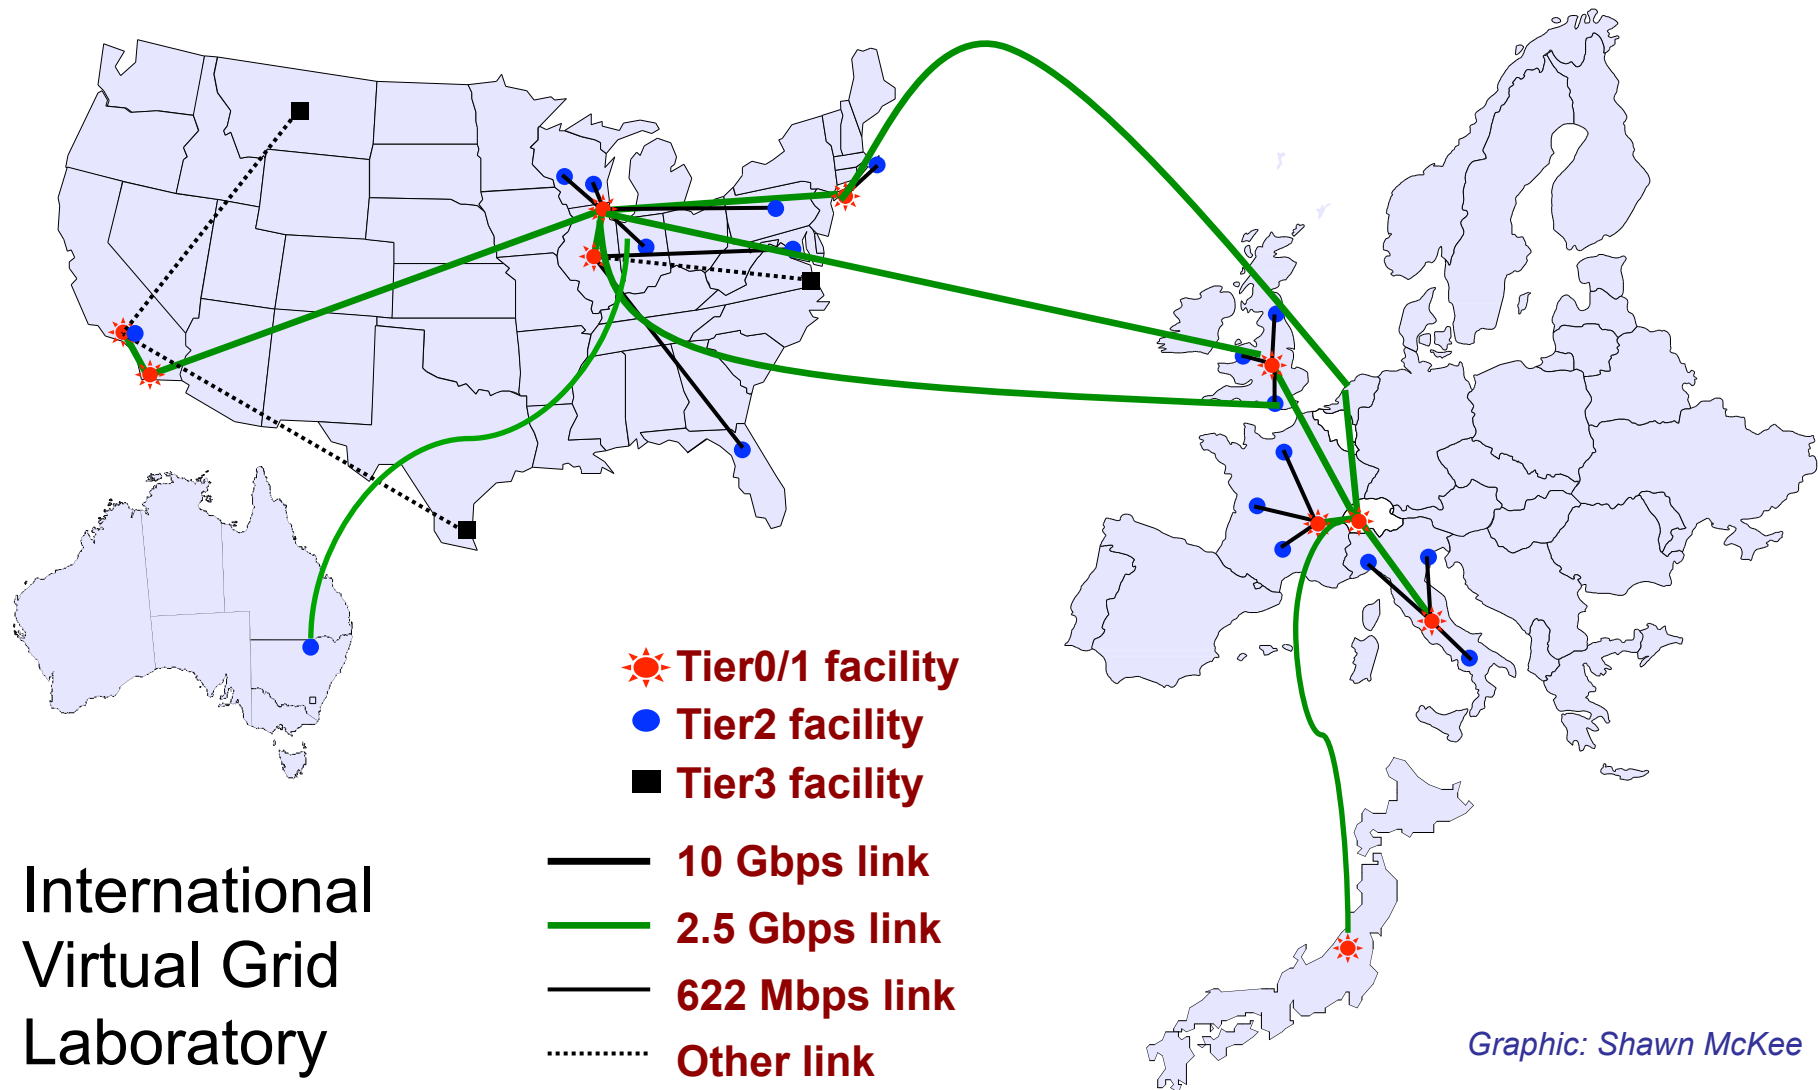 Tier0/1 facility
Tier2 facility
Tier3 facility
10 Gbps link
2.5 Gbps link
622 Mbps link
Other link
International
Virtual Grid
Laboratory
Graphic: Shawn McKee